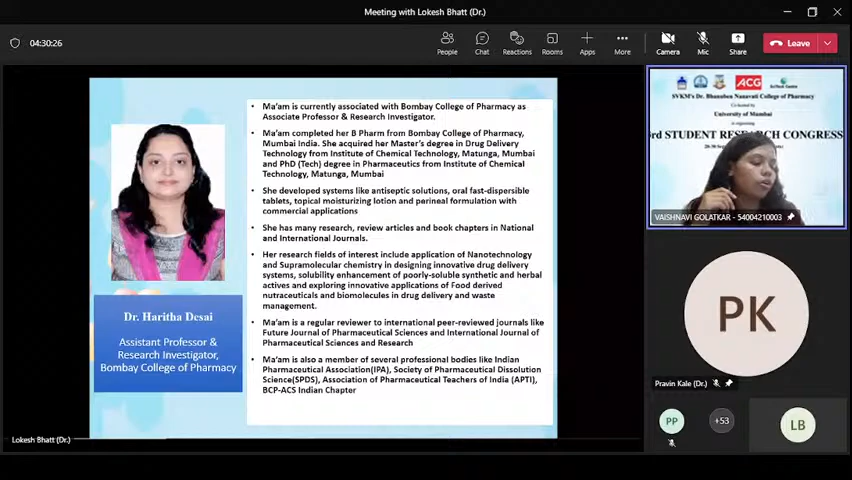 Meeting with Lokesh Bhatt (Dr.)
04:30:26
People
Chat
Reactions
Rooms
Apps
More
Camera
Mic
Share
Leave
Ma'am is currently associated with Bombay College of Pharmacy as
Associate Professor & Research Investigator.
Ma'am completed her B Pharm from Bombay College of Pharmacy,
Mumbai India. She acquired her Master's degree in Drug Delivery
Technology from Institute of Chemical Technology, Matunga, Mumbai
and PhD (Tech) degree in Pharmaceutics from Institute of Chemical
Technology, Matunga, Mumbai
She developed systems like antiseptic solutions, oral fast-dispersible
tablets, topical moisturizing lotion and perineal formulation with
commercial applications
She has many research, review articles and book chapters in National
and International Journals.
Her research fields of interest include application of Nanotechnology
and Supramolecular chemistry in designing innovative drug delivery
systems, solubility enhancement of poorly-soluble synthetic and herbal
actives and exploring innovative applications of Food derived
nutraceuticals and biomolecules in drug delivery and waste
management.
Ma'am is a regular reviewer to international peer-reviewed journals like
Future Journal of Pharmaceutical Sciences and International Journal of
Pharmaceutical Sciences and Research
Ma'am is also a member of several professional bodies like Indian
Pharmaceutical Association(IPA), Society of Pharmaceutical Dissolution
Science(SPDS), Association of Pharmaceutical Teachers of India (APTI),
BCP-ACS Indian Chapter
Dr. Haritha Desai
Assistant Professor &
Research Investigator,
Bombay College of Pharmacy
Lokesh Bhatt (Dr.)
ACG
SVKM's Dr. Bhanuben Nanavati College of Pharmacy
University of Mumbai
3rd STUDENT RESEARCH CONGRESS
VAISHNAVI GOLATKAR - 54004210003
PK
Pravin Kale (Dr.)
PP
+53
LB